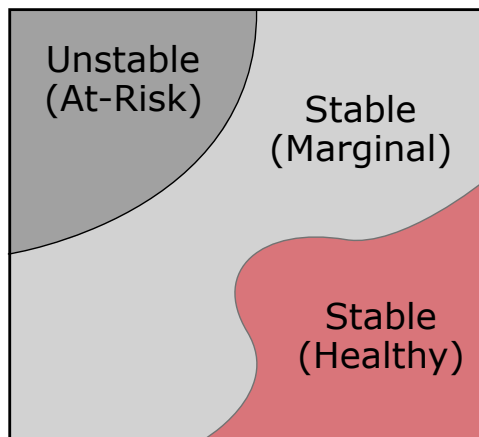 Unstable
(At-Risk)
Stable
(Marginal)
Stable
(Healthy)